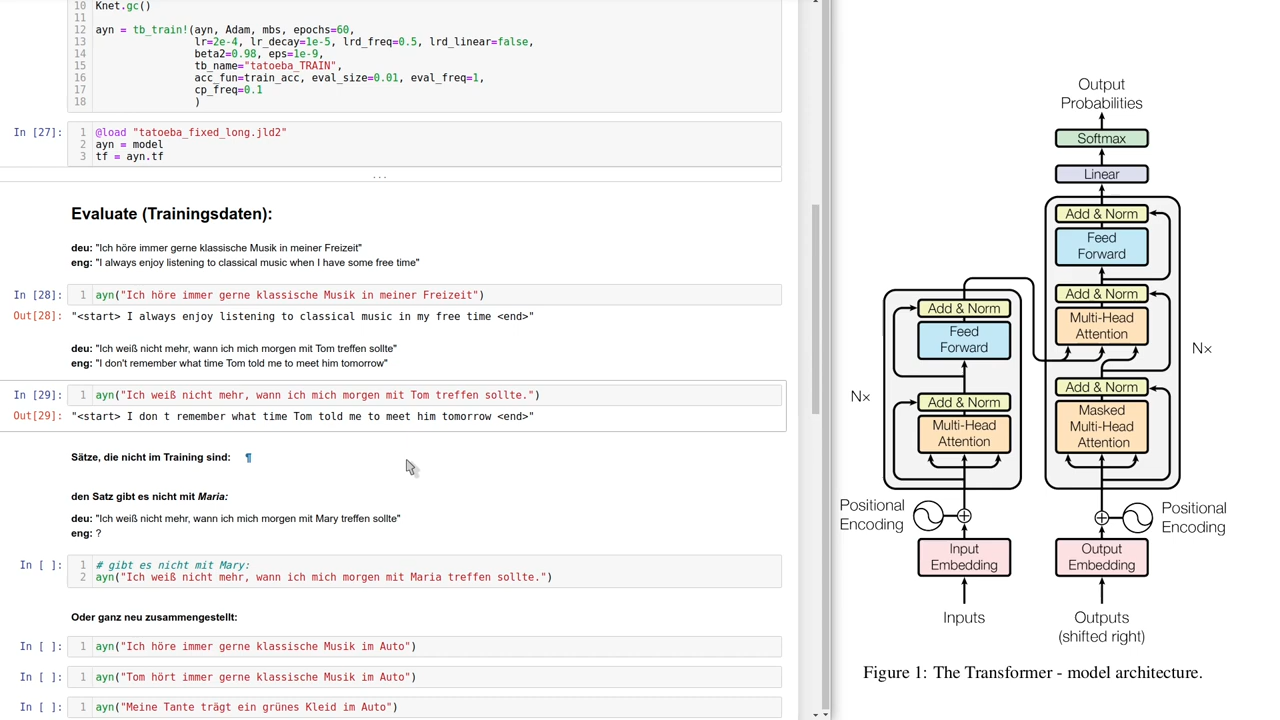 10 Knet.gc()
11
12 ayn = tb_train!(ayn, Adam, mbs, epochs=60,
13 lr=2e-4, lr_decay=1e-5, lrd_freq=0.5, lrd_linear=false,
14 beta2=0.98, eps=1e-9,
15 tb_name="tatoeba_TRAIN",
16 acc_fun=train_acc, eval_size=0.01, eval_freq=1,
17 cp_freq=0.1
18 )
In [27]: 1 @load "tatoeba_fixed_long.jld2"
2 ayn = model
3 tf = ayn.tf
...
Evaluate (Trainingsdaten):
deu: "Ich höre immer gerne klassische Musik in meiner Freizeit"
eng: "I always enjoy listening to classical music when I have some free time"
In [28]: 1 ayn("Ich höre immer gerne klassische Musik in meiner Freizeit")
Out[28]: "<start> I always enjoy listening to classical music in my free time <end>"
deu: "Ich weiß nicht mehr, wann ich mich morgen mit Tom treffen sollte"
eng: "I don't remember what time Tom told me to meet him tomorrow"
In [29]: 1 ayn("Ich weiß nicht mehr, wann ich mich morgen mit Tom treffen sollte.")
Out[29]: "<start> I don t remember what time Tom told me to meet him tomorrow <end>"
Sätze, die nicht im Training sind: ¶
den Satz gibt es nicht mit Maria:
deu: "Ich weiß nicht mehr, wann ich mich morgen mit Mary treffen sollte"
eng: ?
In [ ]: 1 # gibt es nicht mit Mary:
2 ayn("Ich weiß nicht mehr, wann ich mich morgen mit Maria treffen sollte.")
Oder ganz neu zusammengestellt:
In [ ]: 1 ayn("Ich höre immer gerne klassische Musik im Auto")
In [ ]: 1 ayn("Tom hört immer gerne klassische Musik im Auto")
In [ ]: 1 ayn("Meine Tante trägt ein grünes Kleid im Auto")
Output
Probabilities
Softmax
Linear
Add & Norm
Feed
Forward
Add & Norm
Multi-Head
Attention
Add & Norm
Masked
Multi-Head
Attention
N×
Add & Norm
Feed
Forward
Add & Norm
Multi-Head
Attention
N×
Positional
Encoding
Positional
Encoding
Input
Embedding
Output
Embedding
Inputs
Outputs
(shifted right)
Figure 1: The Transformer - model architecture.